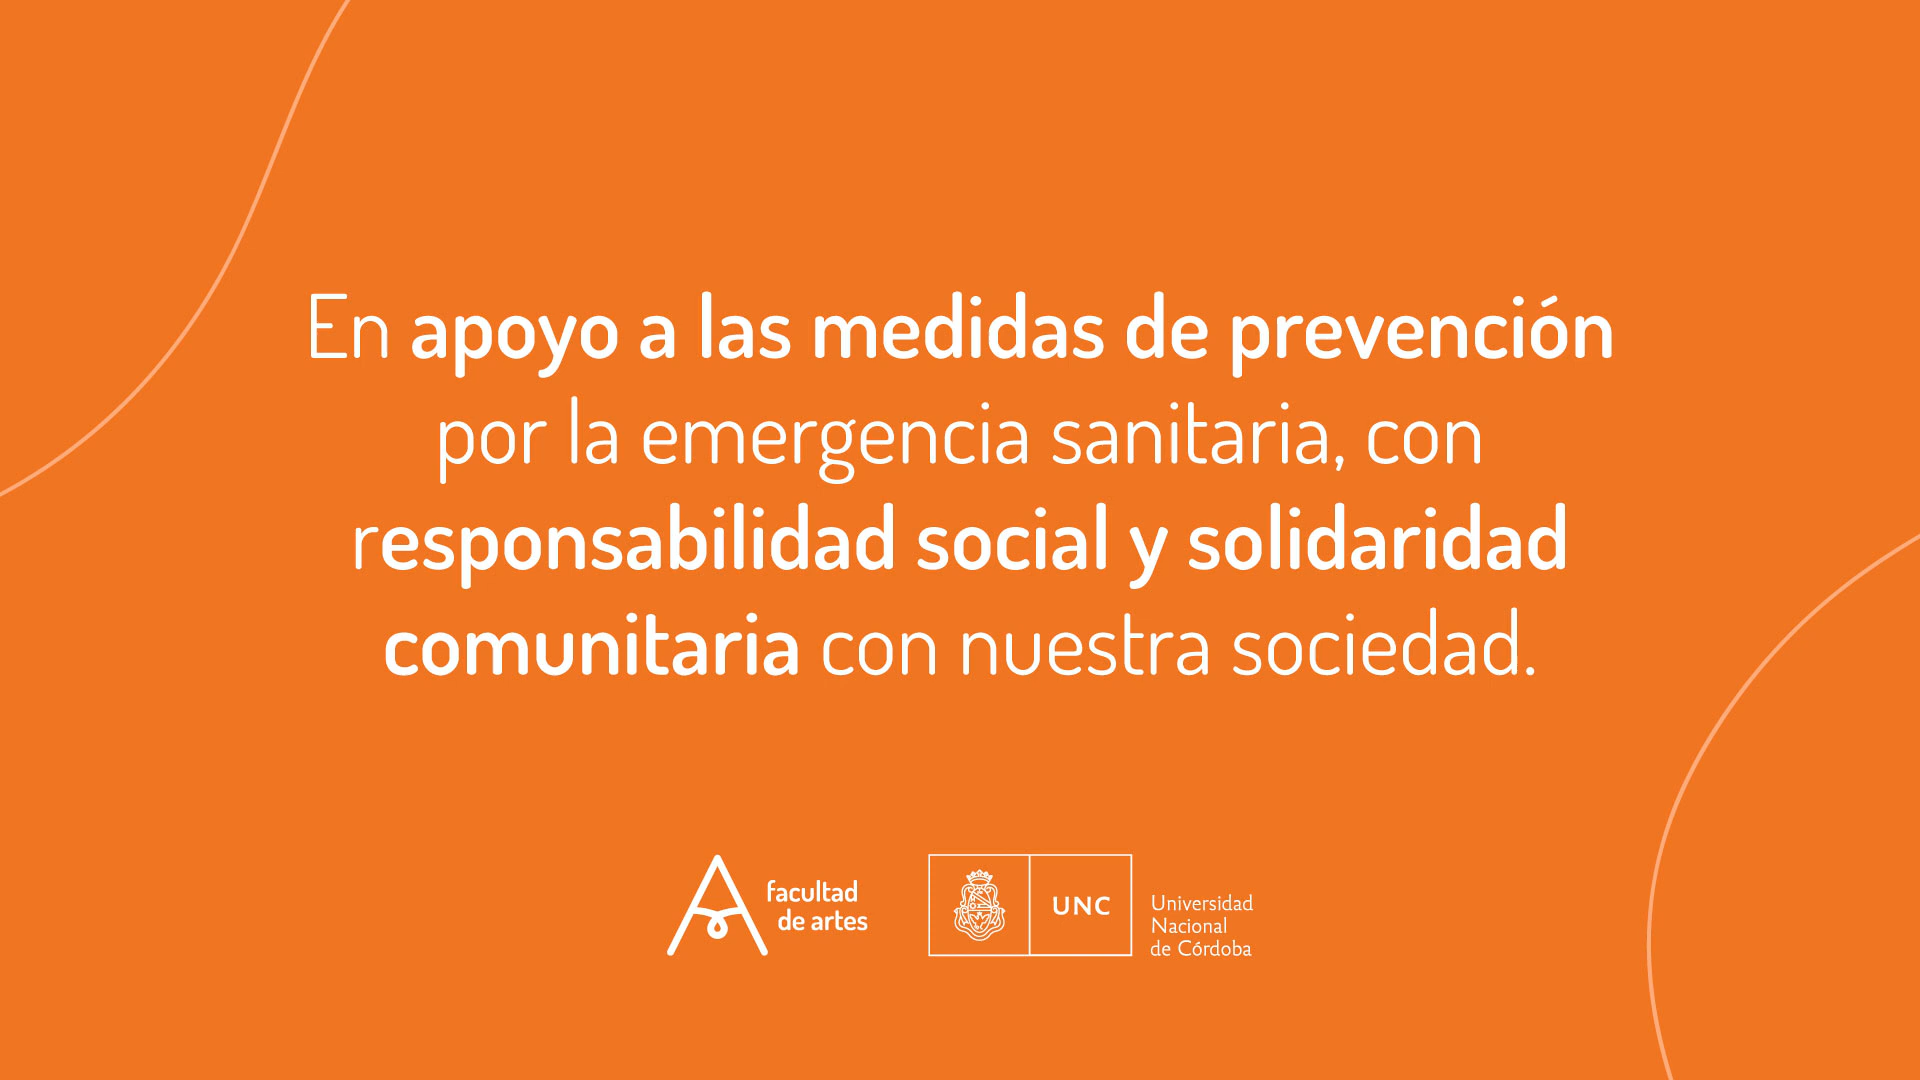 En apoyo a las medidas de prevención
por la emergencia sanitaria, con
responsabilidad social y solidaridad
comunitaria con nuestra sociedad.
facultad
de artes
UNC
Universidad
Nacional
de Córdoba